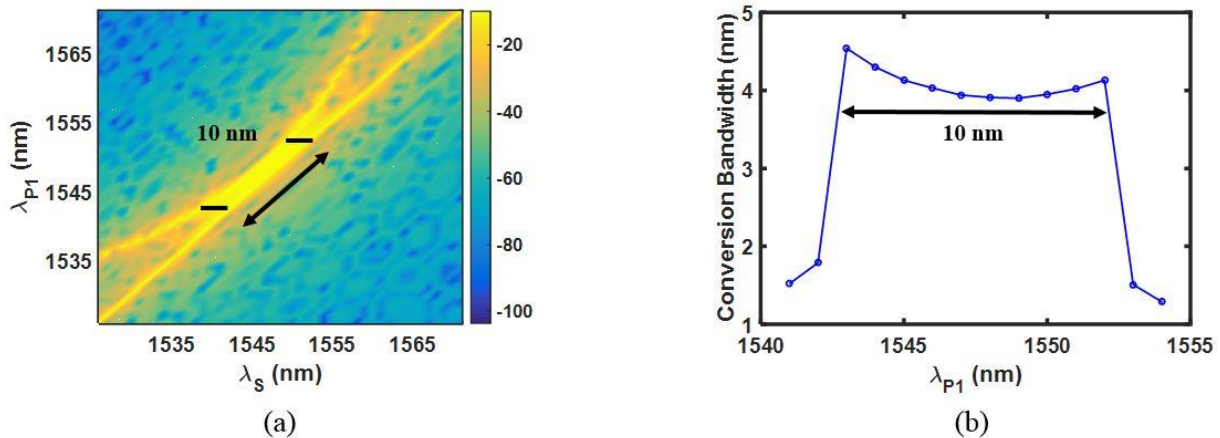 1565
1555
1545
1535
λP1 (nm)
10 nm
-20
-40
-60
-80
-100
1535 1545 1555 1565
λS (nm)
(a)
5
4
3
2
1
Conversion Bandwidth (nm)
10 nm
1540 1545 1550 1555
λP1 (nm)
(b)